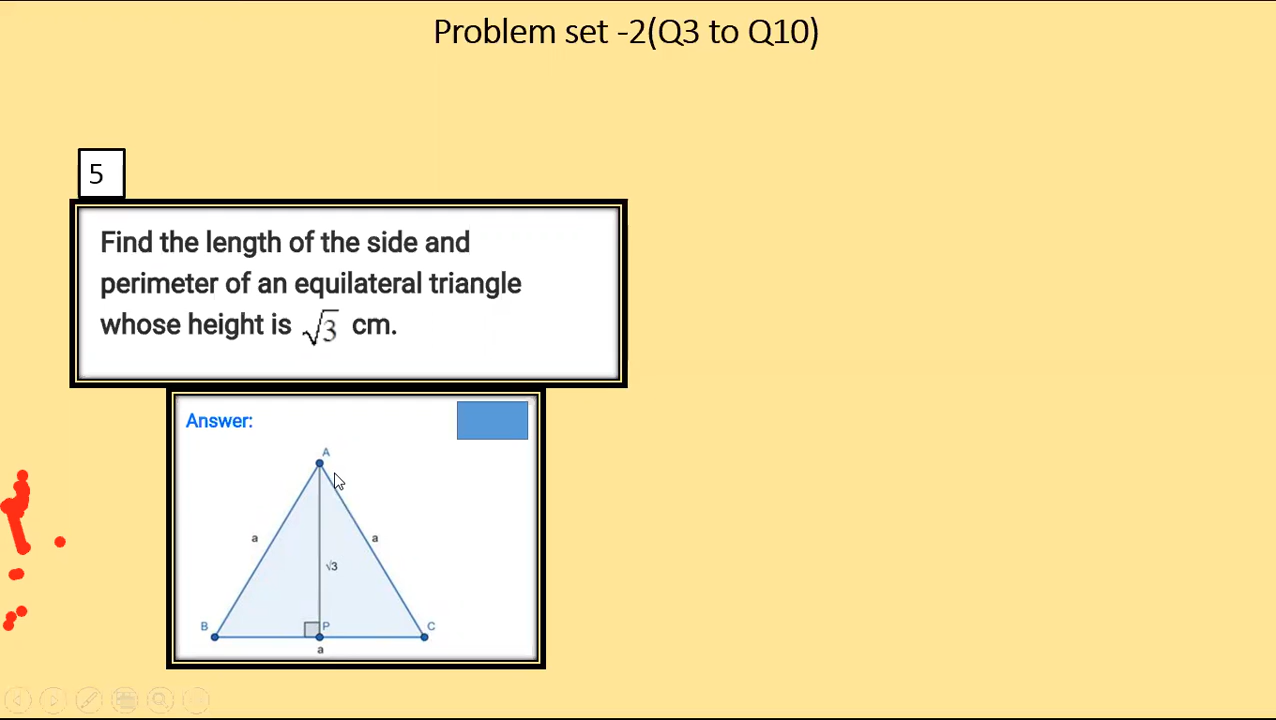 Problem set -2(Q3 to Q10)
5
Find the length of the side and
perimeter of an equilateral triangle
whose height is √3 cm.
Answer:
A
a
a
√3
B
P
C
a